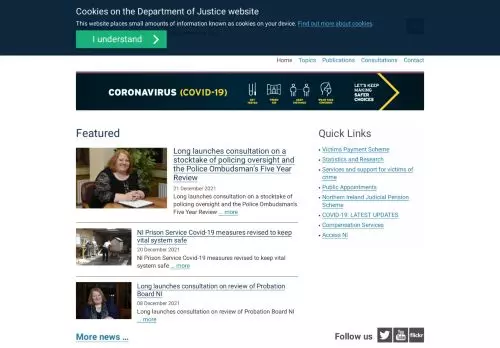 Cookies on the Department of Justice website
This website places small amounts of information known as cookies on your device. Find out more about cookies.
I understand
Home Topics Publications Consultations Contact
CORONAVIRUS (COVID-19)
LET'S KEEP
MAKING
SAFER
CHOICES
Featured
Long launches consultation on a
stocktake of policing oversight and
the Police Ombudsman's Five Year
Review
21 December 2021
Long launches consultation on a stocktake of
policing oversight and the Police Ombudsman's
Five Year Review ... more
NI Prison Service Covid-19 measures revised to keep
vital system safe
20 December 2021
NI Prison Service Covid-19 measures revised to keep vital
system safe ... more
Long launches consultation on review of Probation
Board NI
08 December 2021
Long launches consultation on review of Probation Board NI
... more
More news ...
Quick Links
Victims Payment Scheme
Statistics and Research
Services and support for victims of
crime
Public Appointments
Northern Ireland Judicial Pension
Scheme
COVID-19: LATEST UPDATES
Compensation Services
Access NI
Follow us
You Tube
flickr